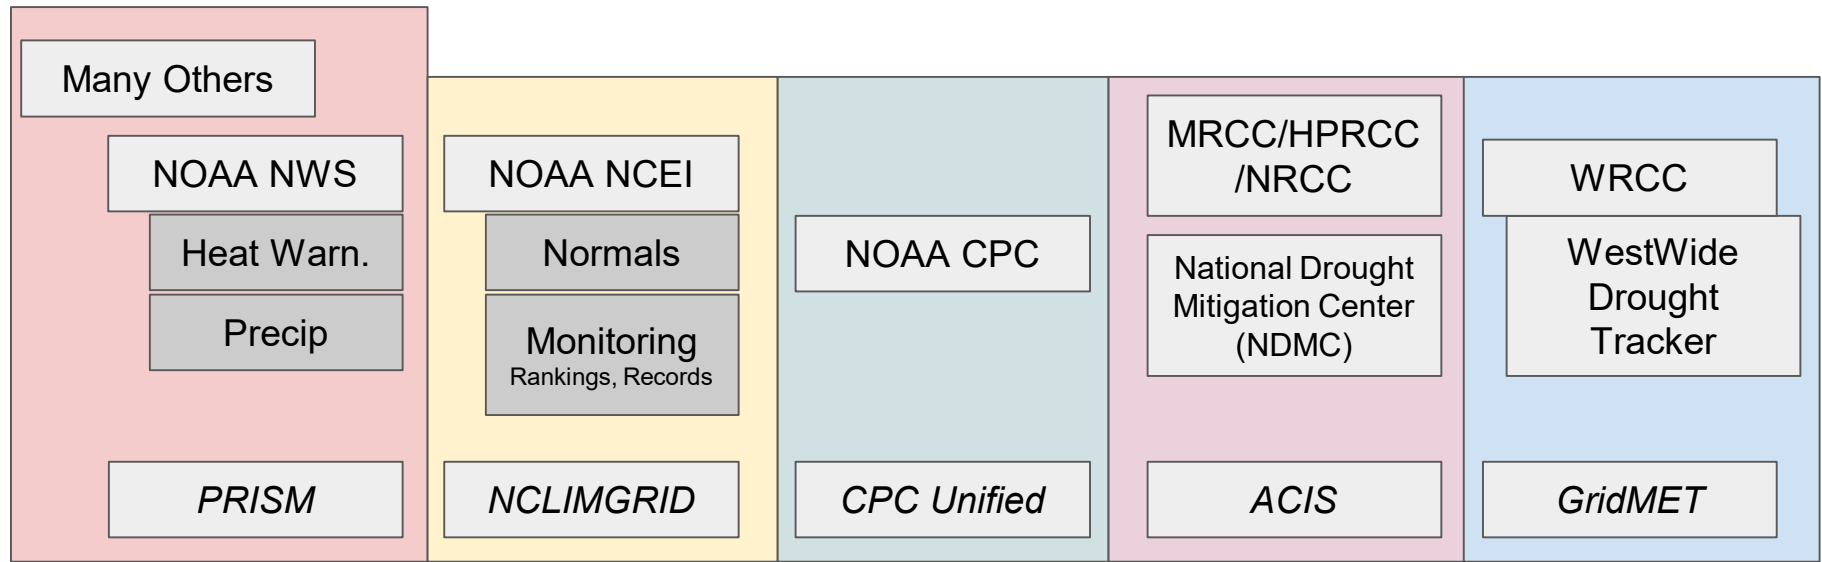 Many Others
NOAA NWS
Heat Warn.
Precip
PRISM
NOAA NCEI
Normals
Monitoring
Rankings, Records
NCLIMGRID
NOAA CPC
CPC Unified
MRCC/HPRCC
/NRCC
National Drought
Mitigation Center
(NDMC)
ACIS
WRCC
WestWide
Drought
Tracker
GridMET